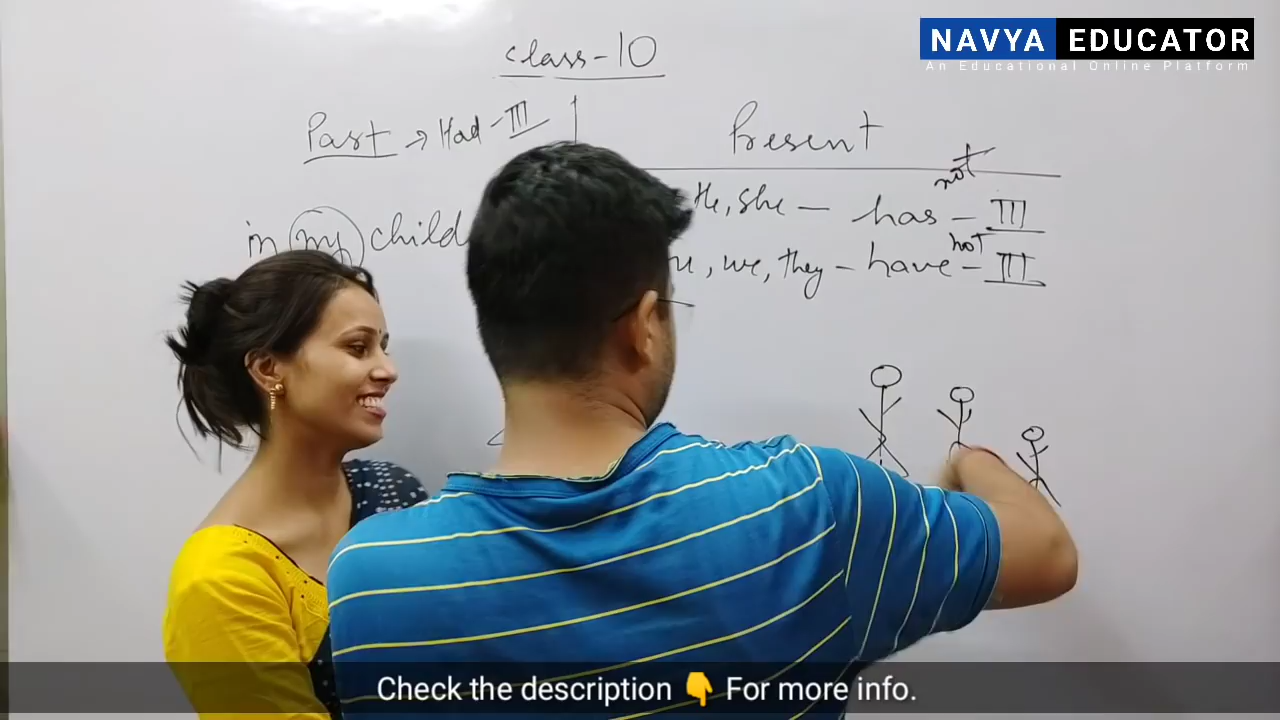 NAVYA EDUCATOR
An Educational Online Platform
class-10
Past → Had - III
Present
He, she — has not — III
we, they — have not — III
in my child
Check the description 👇 For more info.